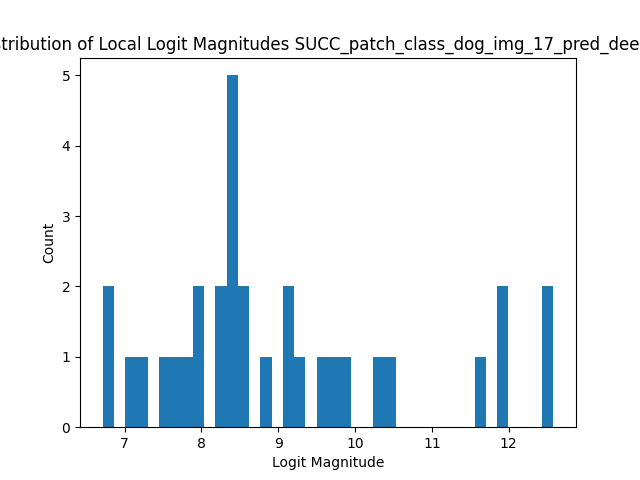 tribution of Local Logit Magnitudes SUCC_patch_class_dog_img_17_pred_dee
5
4
3
2
1
0
Count
7 8 9 10 11 12
Logit Magnitude